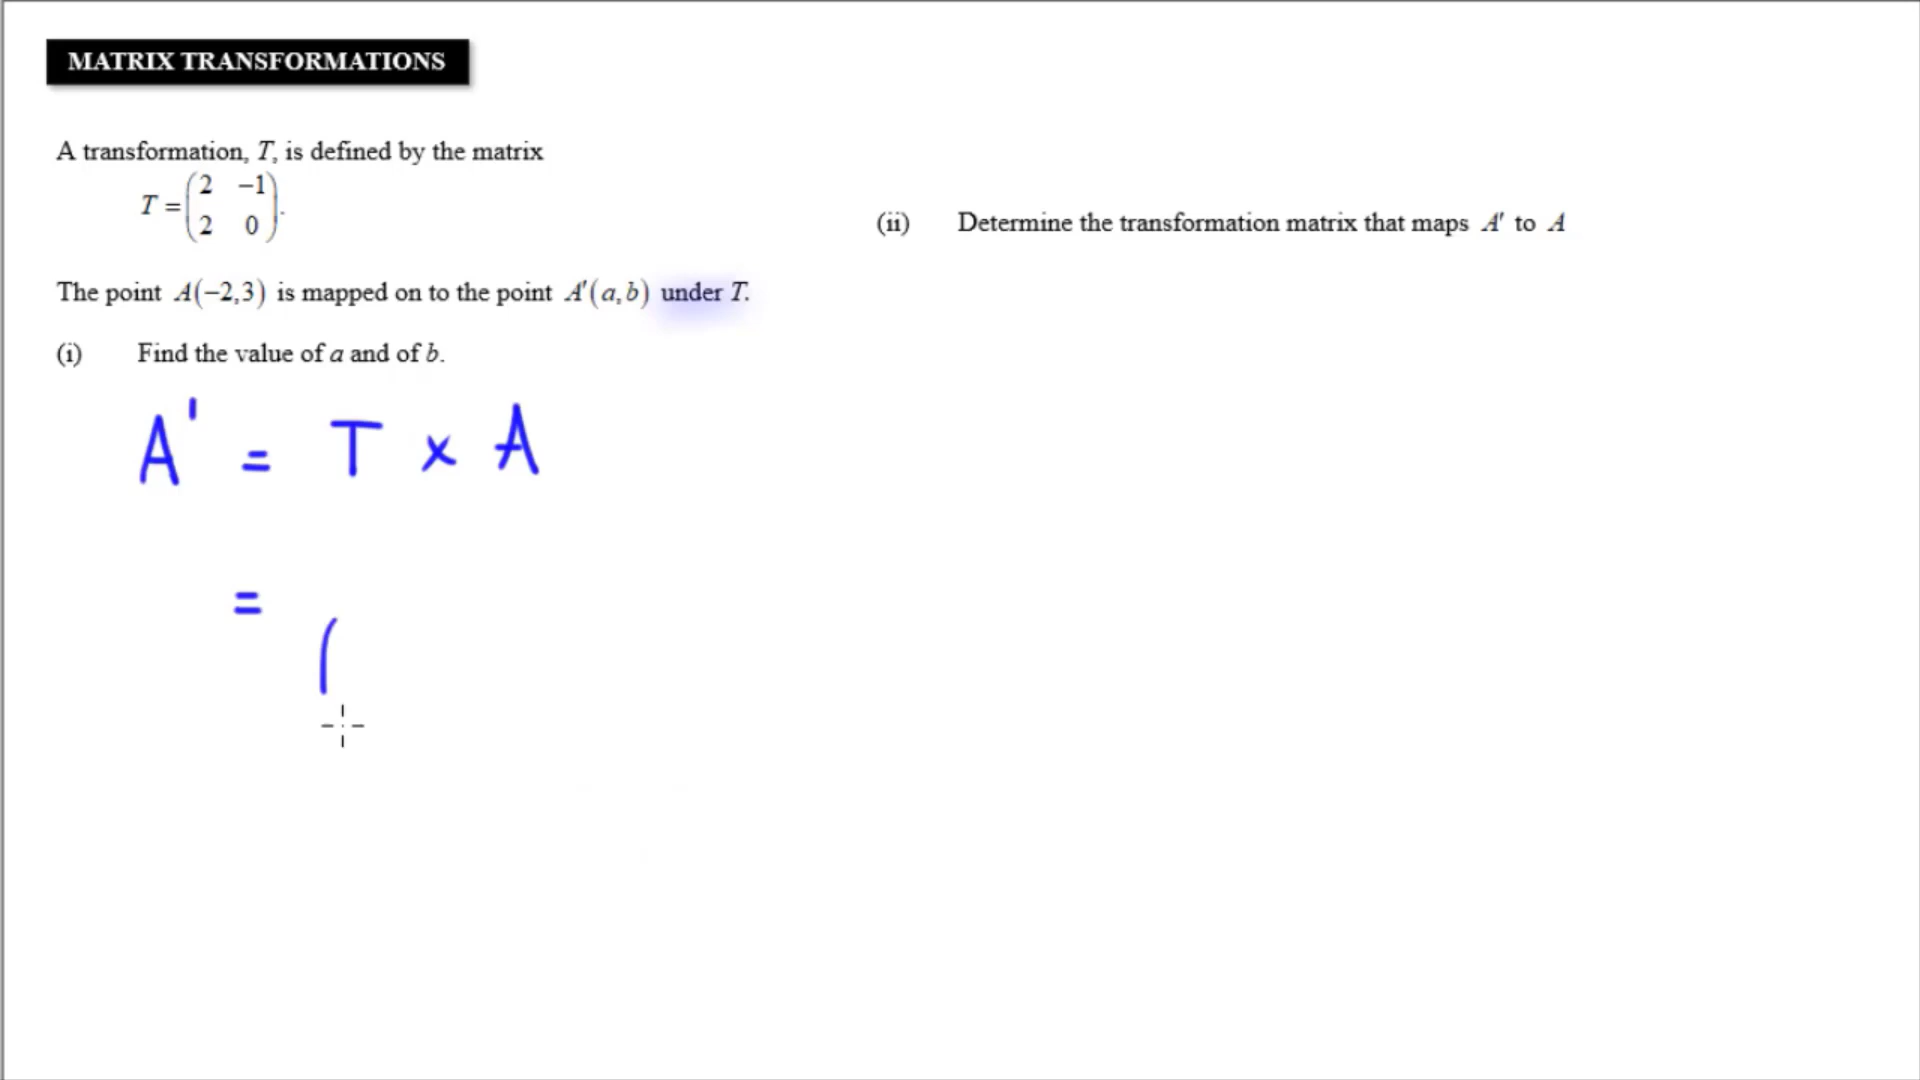 MATRIX TRANSFORMATIONS
A transformation, T, is defined by the matrix
T = (2 −1
2 0).
The point A(−2,3) is mapped on to the point A′(a,b) under T.
(i) Find the value of a and of b.
A' = T × A
= (
(ii) Determine the transformation matrix that maps A′ to A